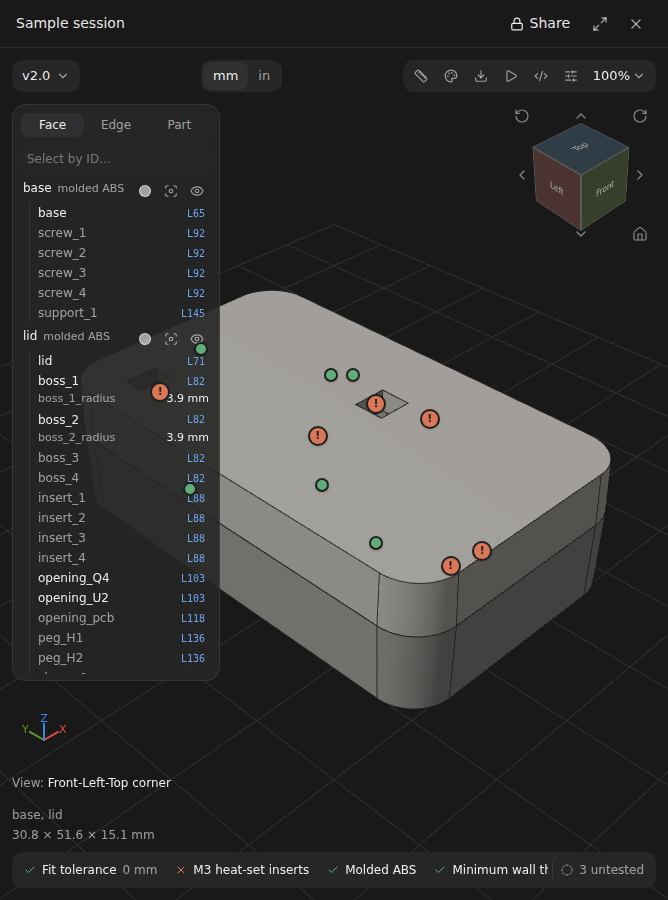 Sample session
Share
v2.0
mm in
100%
Face Edge Part
Select by ID...
Top
Left
Front
base molded ABS
base L65
screw_1 L92
screw_2 L92
screw_3 L92
screw_4 L92
support_1 L145
lid molded ABS
lid L71
boss_1 L82
boss_1_radius 3.9 mm
boss_2 L82
boss_2_radius 3.9 mm
boss_3 L82
boss_4 L82
insert_1 L88
insert_2 L88
insert_3 L88
insert_4 L88
opening_Q4 L103
opening_U2 L103
opening_pcb L118
peg_H1 L136
peg_H2 L136
Z
Y X
View: Front-Left-Top corner
base, lid
30.8 × 51.6 × 15.1 mm
Fit tolerance 0 mm M3 heat-set inserts Molded ABS Minimum wall 3 untested